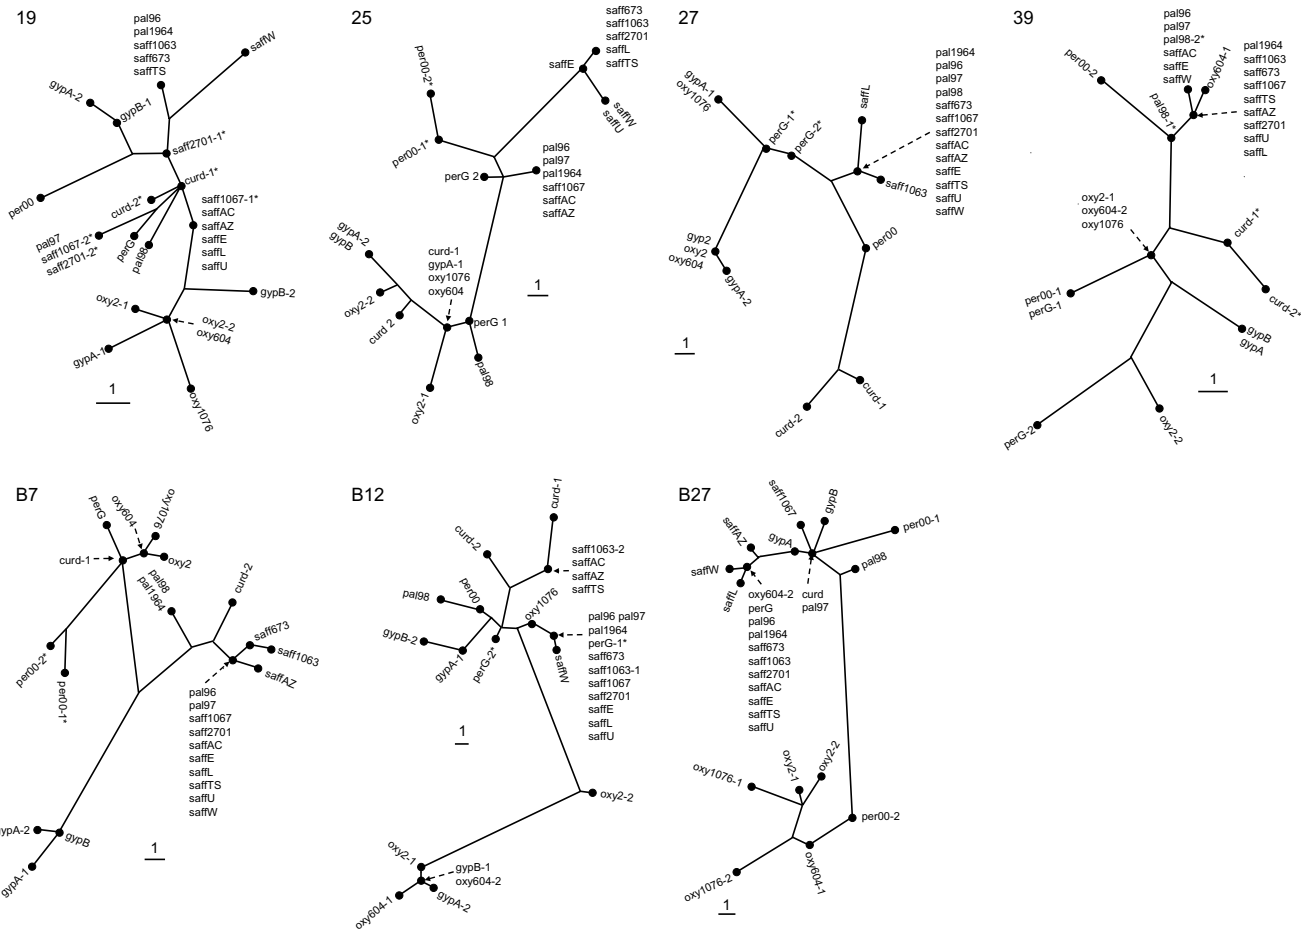 19
pal96
pal1964
saff1063
saff673
saffTS
saffW
gypA-2
gypB-1
saff2701-1*
per00
curd-1*
curd-2*
saff1067-1*
saffAC
saffAZ
saffE
saffL
saffU
pal97
saff1067-2*
saff2701-2*
perG
pal98
gypB-2
oxy2-1
oxy2-2
oxy604
gypA-1
oxy1076
1
25
saff673
saff1063
saff2701
saffL
saffTS
saffE
saffW
saffU
per00-2*
per00-1*
perG 2
pal96
pal97
pal1964
saff1067
saffAC
saffAZ
gypA-2
gypB
curd-1
gypA-1
oxy1076
oxy604
oxy2-2
curd 2
perG 1
pal98
oxy2-1
1
27
gypA-1
oxy1076
perG-1*
perG-2*
saffL
pal1964
pal96
pal97
pal98
saff673
saff1067
saff2701
saffAC
saffAZ
saffE
saffTS
saffU
saffW
saff1063
gyp2
oxy2
oxy604
gypA-2
per00
curd-1
curd-2
1
39
pal96
pal97
pal98-2*
saffAC
saffE
saffW
oxy604-1
per00-2
pal98-1*
pal1964
saff1063
saff673
saff1067
saffTS
saffAZ
saff2701
saffU
saffL
oxy2-1
oxy604-2
oxy1076
curd-1*
curd-2*
per00-1
perG-1
gypB
gypA
perG-2
oxy2-2
1
B7
perG
oxy604
oxy1076
oxy2
curd-1
pal98
pal1964
curd-2
saff673
saff1063
saffAZ
per00-2*
per00-1*
pal96
pal97
saff1067
saff2701
saffAC
saffE
saffL
saffTS
saffU
saffW
gypA-2
gypB
gypA-1
1
B12
curd-1
curd-2
saff1063-2
saffAC
saffAZ
saffTS
per00
pal98
oxy1076
gypB-2
gypA-1
perG-2*
saffW
pal96 pal97
pal1964
perG-1*
saff673
saff1063-1
saff1067
saff2701
saffE
saffL
saffU
1
oxy2-2
oxy2-1
gypB-1
oxy604-2
gypA-2
oxy604-1
B27
saff1067
gypB
per00-1
saffAZ
gypA
pal98
saffW
saffL
curd
pal97
oxy604-2
perG
pal96
pal1964
saff673
saff1063
saff2701
saffAC
saffE
saffTS
saffU
oxy1076-1
oxy2-1
oxy2-2
per00-2
oxy604-1
oxy1076-2
1